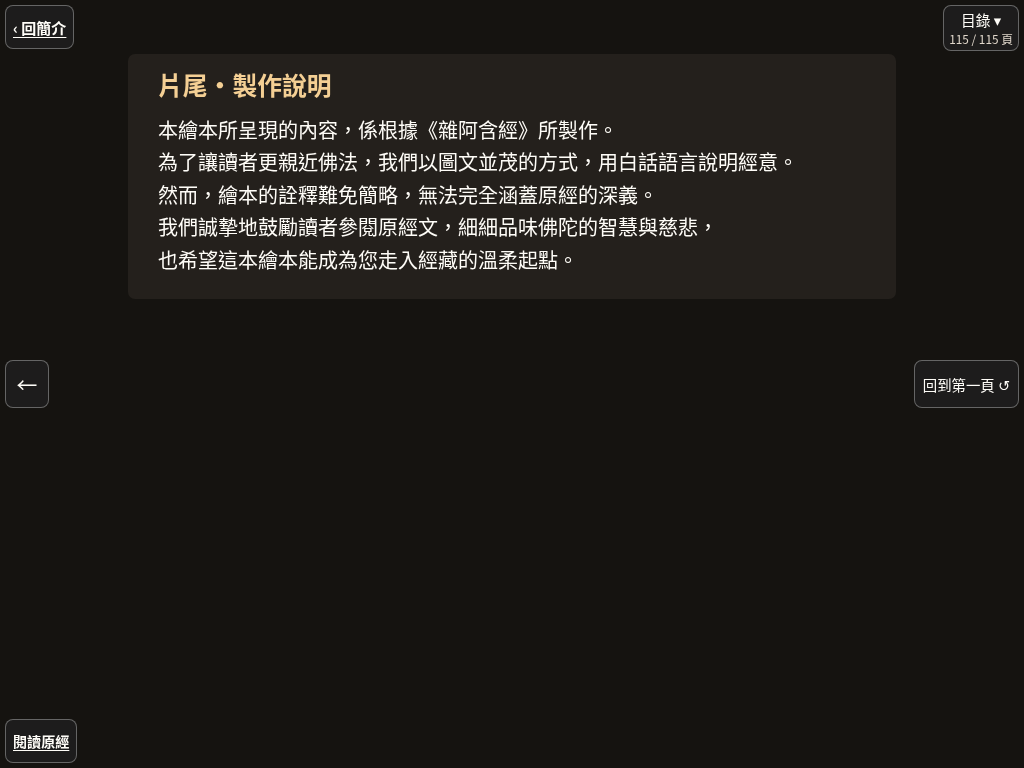 ‹ 回簡介
目錄 ▾
115 / 115 頁
片尾・製作說明
本繪本所呈現的內容，係根據《雜阿含經》所製作。
為了讓讀者更親近佛法，我們以圖文並茂的方式，用白話語言說明經意。
然而，繪本的詮釋難免簡略，無法完全涵蓋原經的深義。
我們誠摯地鼓勵讀者參閱原經文，細細品味佛陀的智慧與慈悲，
也希望這本繪本能成為您走入經藏的溫柔起點。
←
回到第一頁 ↺
閱讀原經